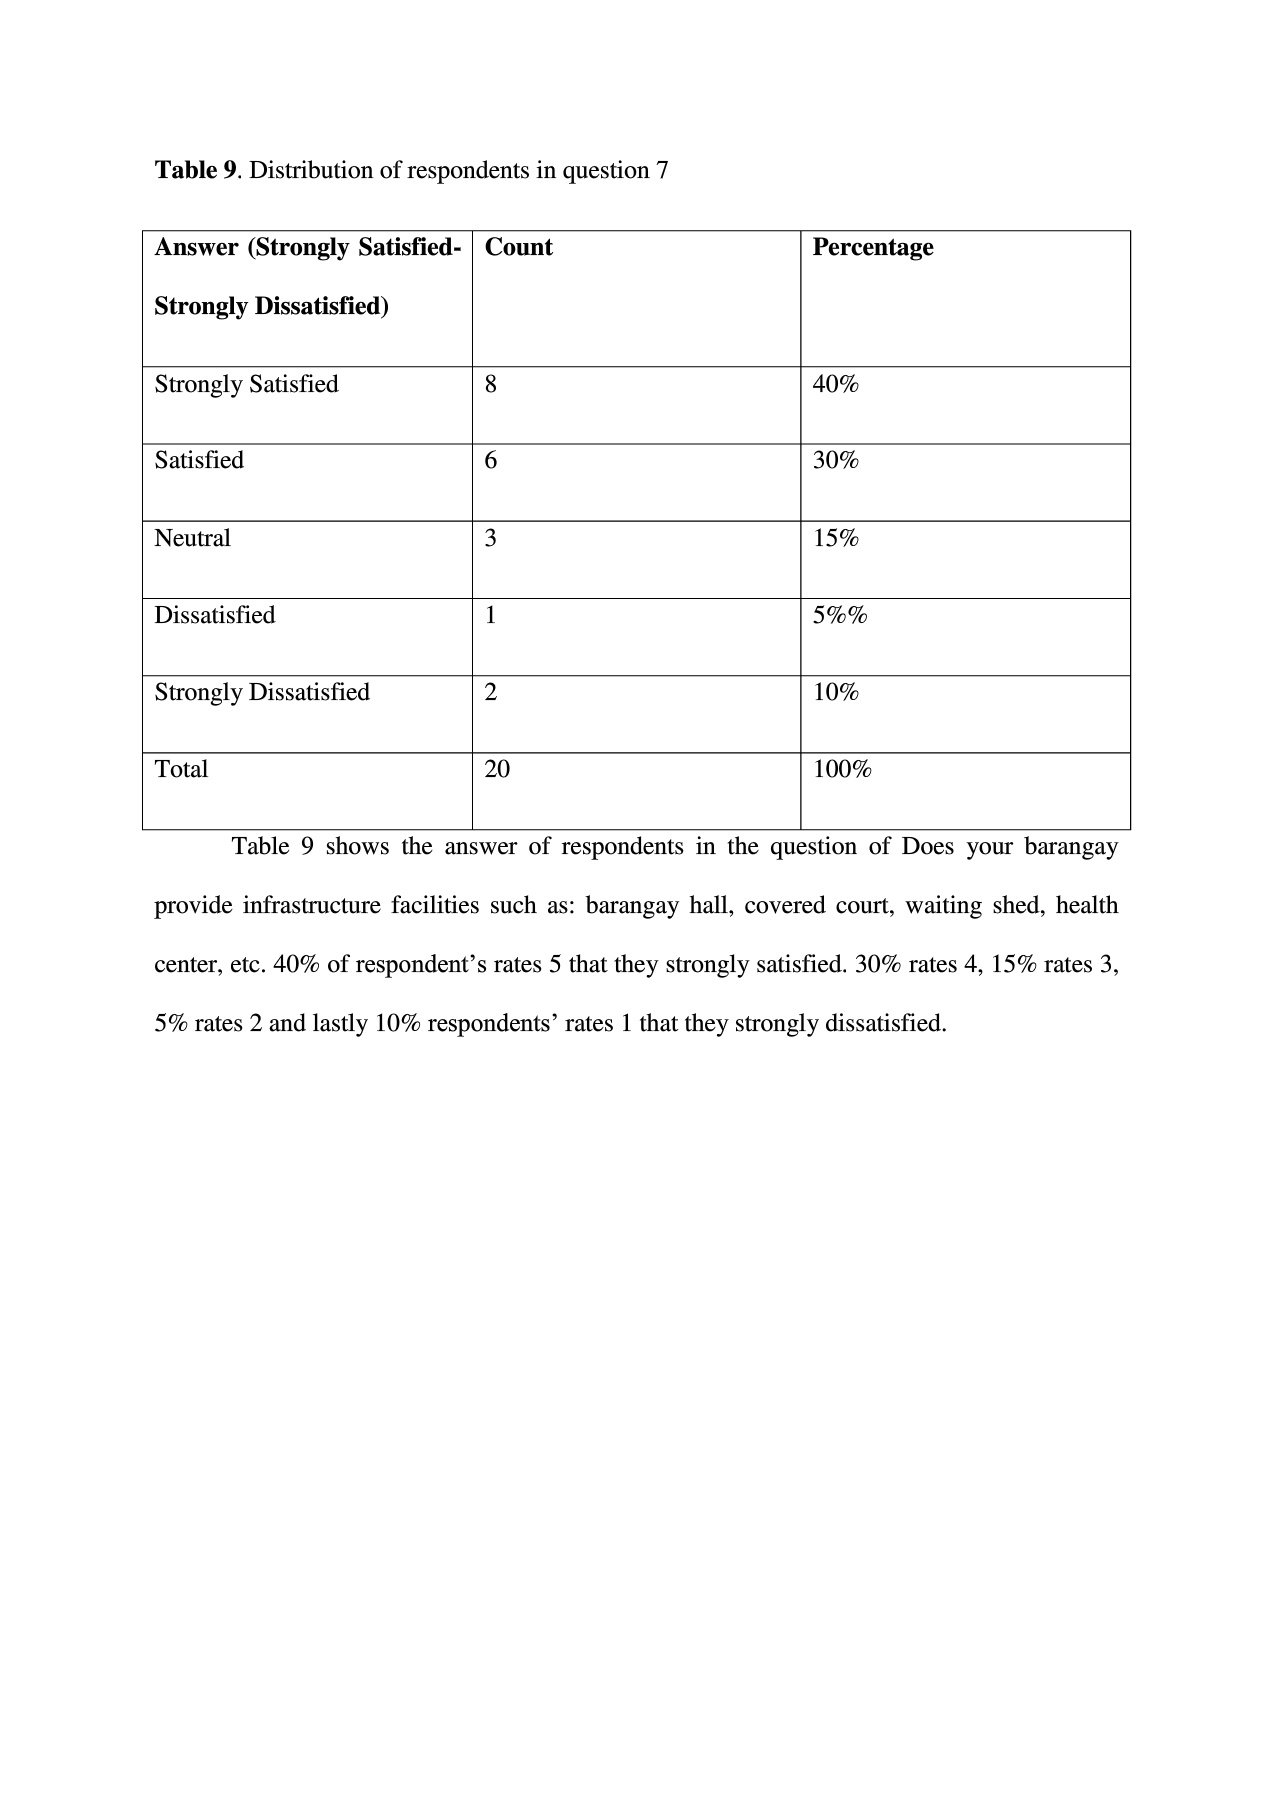 Table 9. Distribution of respondents in question 7
Answer (Strongly Satisfied- Count Percentage
Strongly Dissatisfied)
Strongly Satisfied 8 40%
Satisfied 6 30%
Neutral 3 15%
Dissatisfied 1 5%%
Strongly Dissatisfied 2 10%
Total 20 100%
Table 9 shows the answer of respondents in the question of Does your barangay
provide infrastructure facilities such as: barangay hall, covered court, waiting shed, health
center, etc. 40% of respondent’s rates 5 that they strongly satisfied. 30% rates 4, 15% rates 3,
5% rates 2 and lastly 10% respondents’ rates 1 that they strongly dissatisfied.